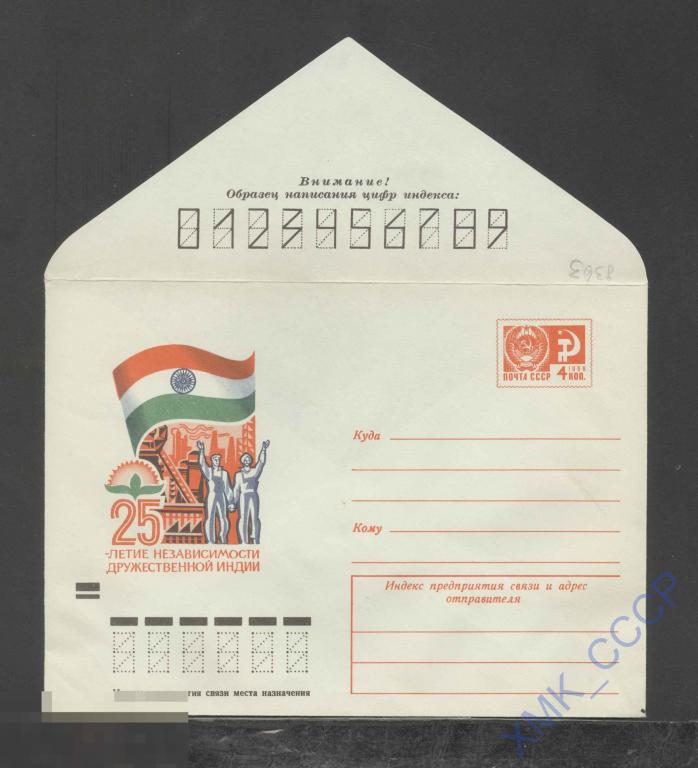 Внимание!
Образец написания цифр индекса:
0123456789
8363
ПОЧТА СССР
1966
4 КОП.
Куда
Кому
25
-ЛЕТИЕ НЕЗАВИСИМОСТИ
ДРУЖЕСТВЕННОЙ ИНДИИ
Индекс предприятия связи и адрес
отправителя
связи места назначения
ХМК_СССР